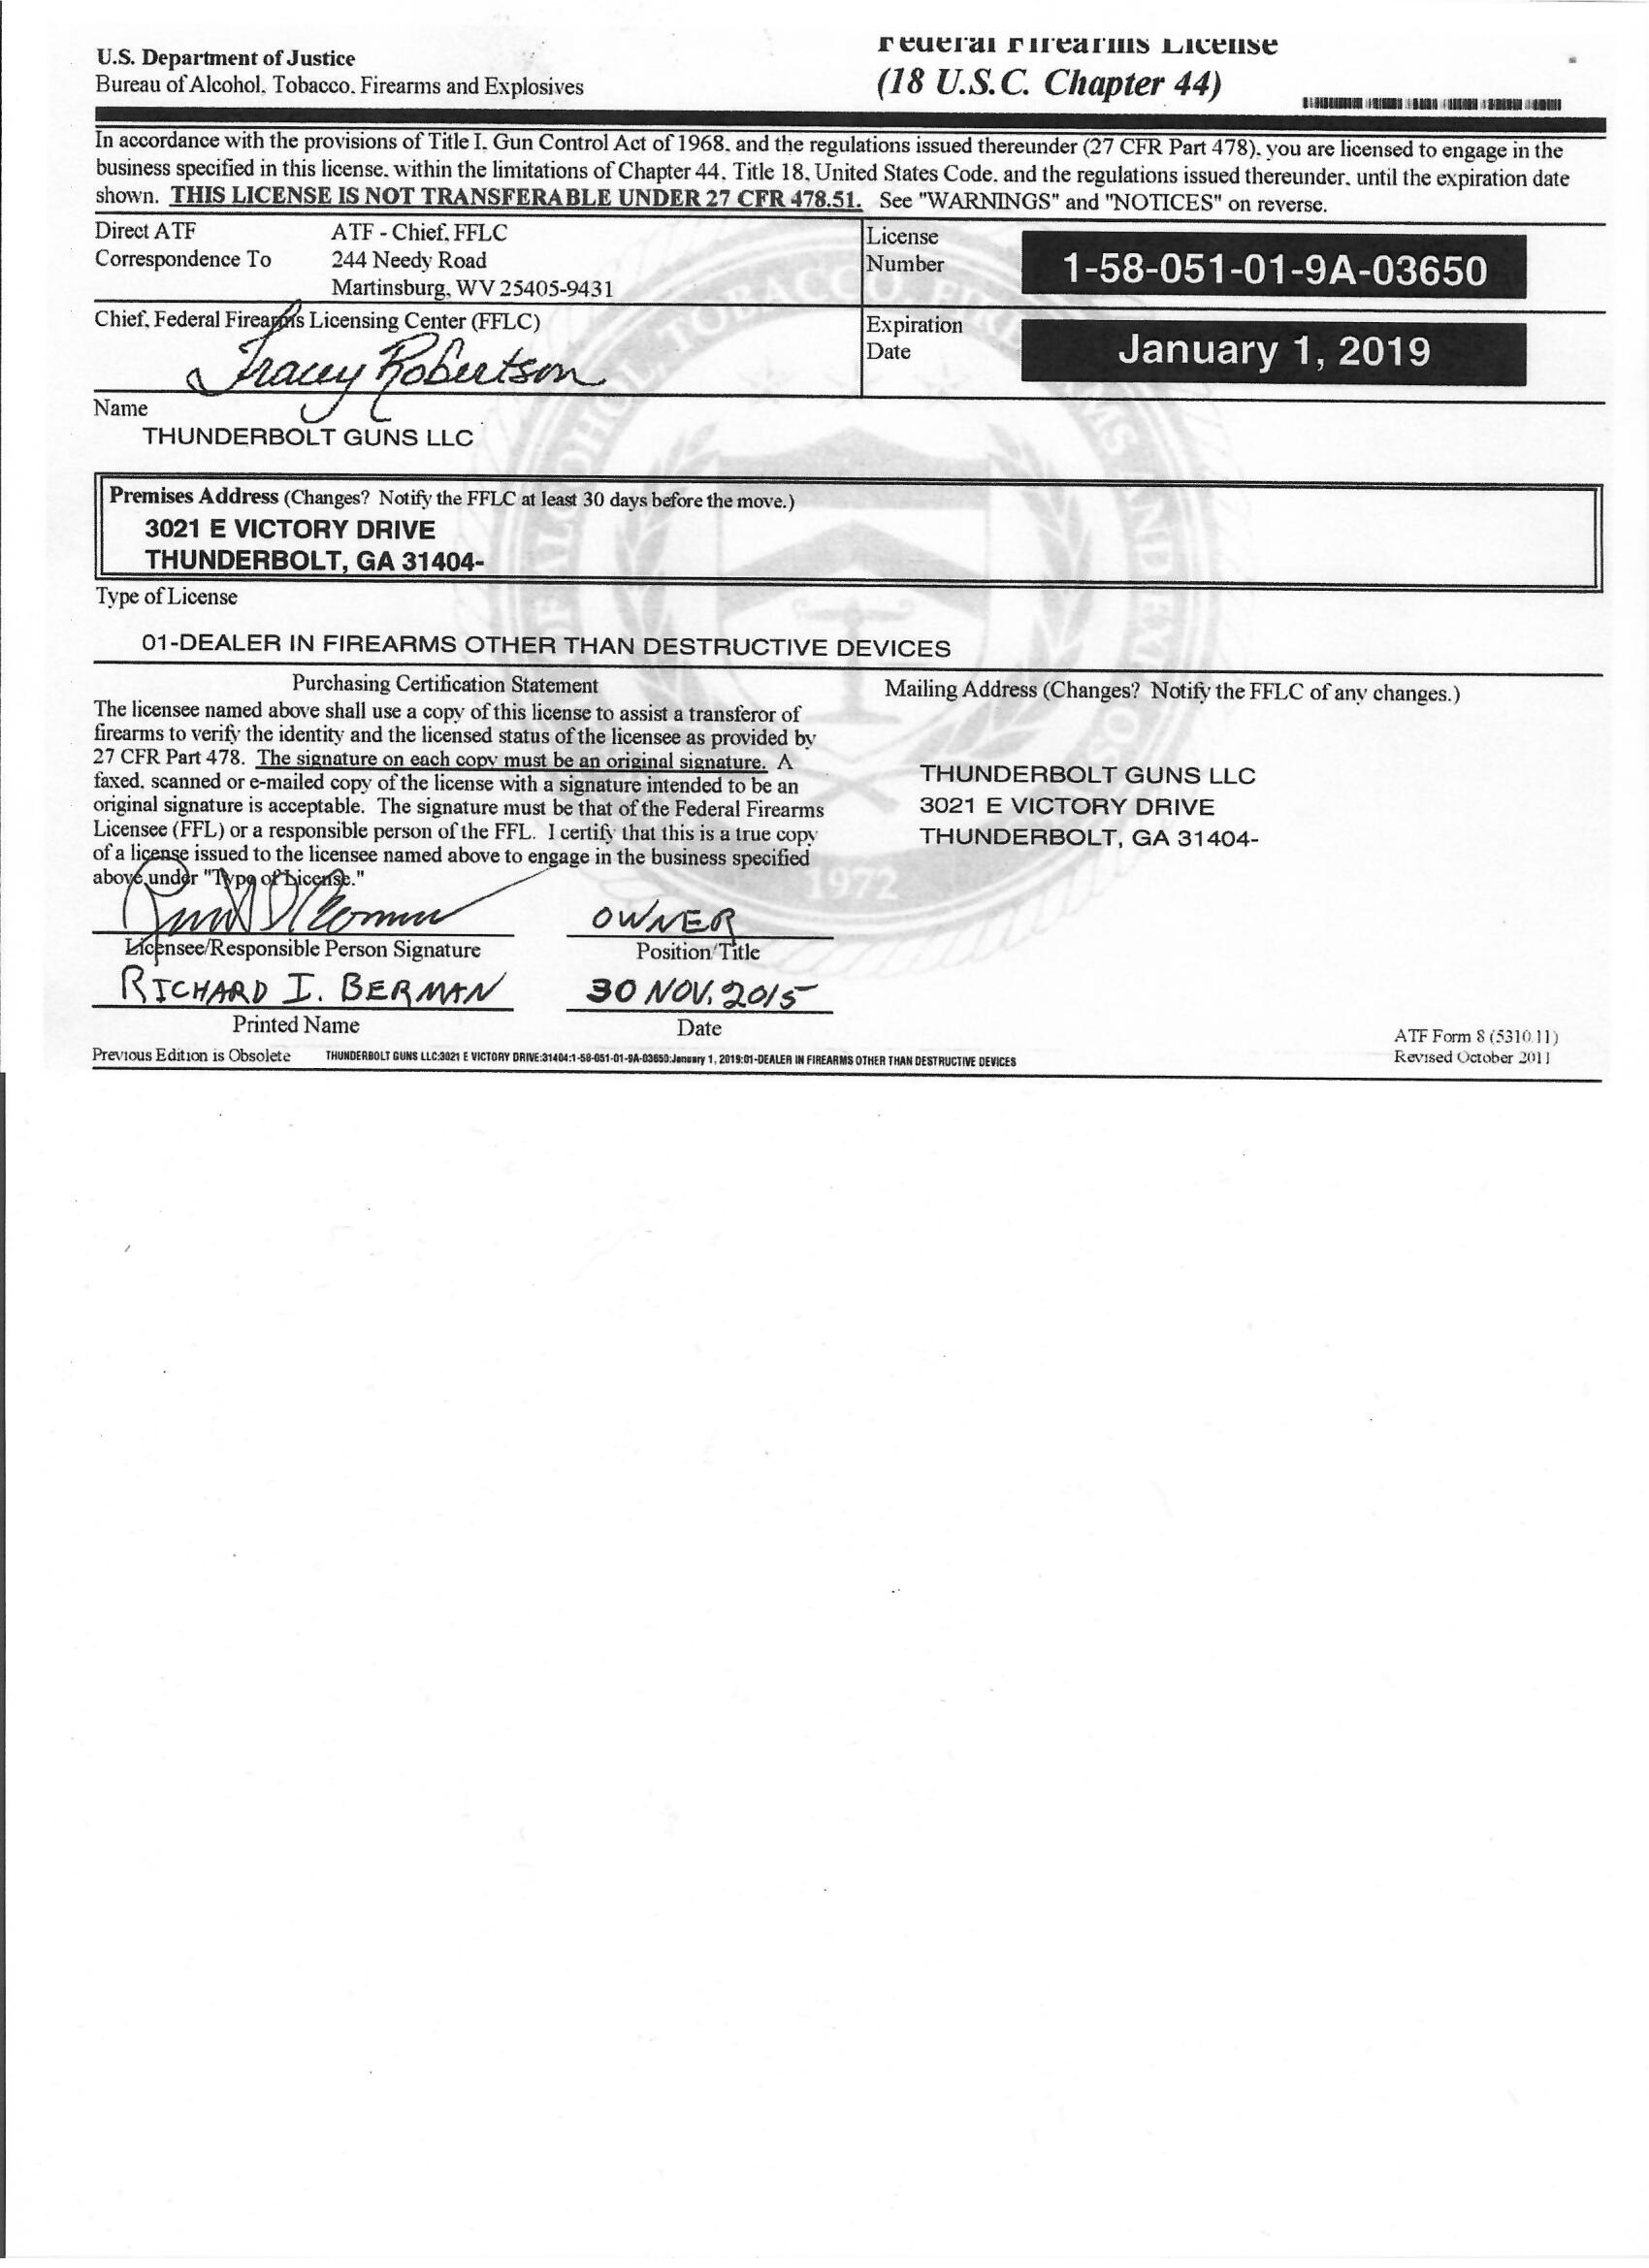 U.S. Department of Justice
Bureau of Alcohol, Tobacco, Firearms and Explosives
Federal Firearms License
(18 U.S.C. Chapter 44)
In accordance with the provisions of Title I, Gun Control Act of 1968, and the regulations issued thereunder (27 CFR Part 478), you are licensed to engage in the
business specified in this license, within the limitations of Chapter 44, Title 18, United States Code, and the regulations issued thereunder, until the expiration date
shown. THIS LICENSE IS NOT TRANSFERABLE UNDER 27 CFR 478.51. See "WARNINGS" and "NOTICES" on reverse.
Direct ATF
Correspondence To
ATF - Chief, FFLC
244 Needy Road
Martinsburg, WV 25405-9431
License
Number
1-58-051-01-9A-03650
Chief, Federal Firearms Licensing Center (FFLC)
Tracey Robertson
Expiration
Date
January 1, 2019
Name
THUNDERBOLT GUNS LLC
Premises Address (Changes? Notify the FFLC at least 30 days before the move.)
3021 E VICTORY DRIVE
THUNDERBOLT, GA 31404-
Type of License
01-DEALER IN FIREARMS OTHER THAN DESTRUCTIVE DEVICES
Purchasing Certification Statement
The licensee named above shall use a copy of this license to assist a transferor of
firearms to verify the identity and the licensed status of the licensee as provided by
27 CFR Part 478. The signature on each copy must be an original signature. A
faxed, scanned or e-mailed copy of the license with a signature intended to be an
original signature is acceptable. The signature must be that of the Federal Firearms
Licensee (FFL) or a responsible person of the FFL. I certify that this is a true copy
of a license issued to the licensee named above to engage in the business specified
above under "Type of License."
Mailing Address (Changes? Notify the FFLC of any changes.)
THUNDERBOLT GUNS LLC
3021 E VICTORY DRIVE
THUNDERBOLT, GA 31404-
1972
OWNER
Licensee/Responsible Person Signature
Position/Title
RICHARD I. BERMAN
30 NOV. 2015
Printed Name
Date
ATF Form 8 (5310.11)
Revised October 2011
Previous Edition is Obsolete
THUNDERBOLT GUNS LLC:3021 E VICTORY DRIVE:31404:1-58-051-01-9A-03650:January 1, 2019:01-DEALER IN FIREARMS OTHER THAN DESTRUCTIVE DEVICES